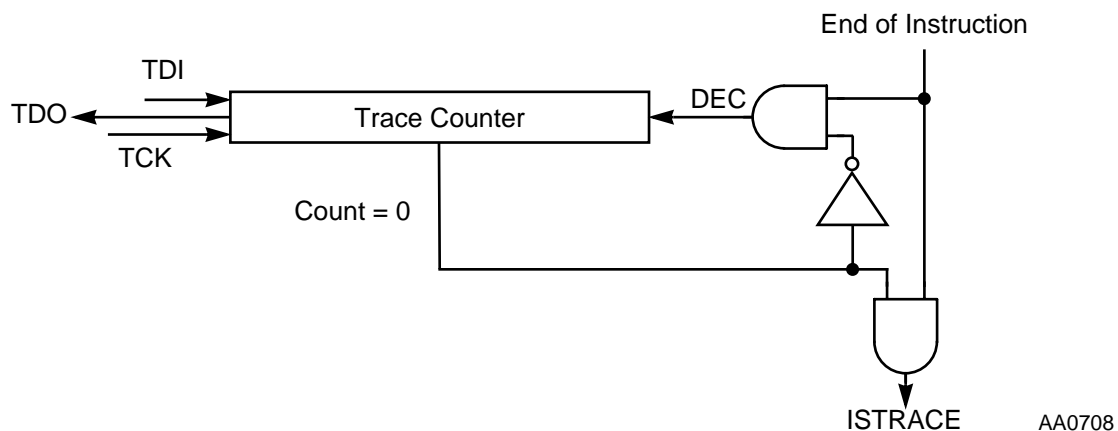 End of Instruction
TDI
DEC
TDO
Trace Counter
TCK
Count = 0
ISTRACE
AA0708